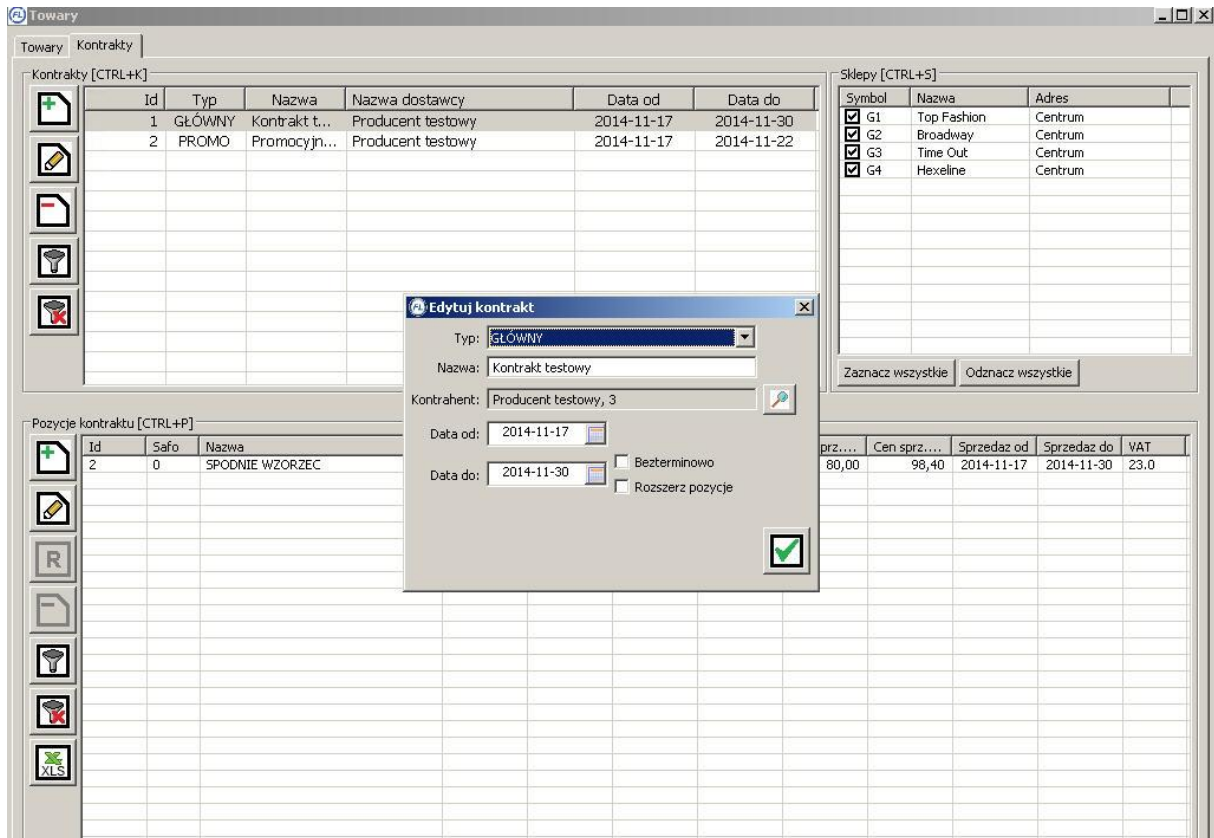 Towary
Towary Kontrakty
Kontrakty [CTRL+K]
Id Typ Nazwa Nazwa dostawcy Data od Data do
1 GŁÓWNY Kontrakt t... Producent testowy 2014-11-17 2014-11-30
2 PROMO Promocyjn... Producent testowy 2014-11-17 2014-11-22
Sklepy [CTRL+S]
Symbol Nazwa Adres
G1 Top Fashion Centrum
G2 Broadway Centrum
G3 Time Out Centrum
G4 Hexeline Centrum
Zaznacz wszystkie Odznacz wszystkie
Edytuj kontrakt
Typ: GŁÓWNY
Nazwa: Kontrakt testowy
Kontrahent: Producent testowy, 3
Data od: 2014-11-17
Data do: 2014-11-30
Bezterminowo
Rozszerz pozycje
Pozycje kontraktu [CTRL+P]
Id Safo Nazwa prz.... Cen sprz.... Sprzedaz od Sprzedaz do VAT
2 0 SPODNIE WZORZEC 80,00 98,40 2014-11-17 2014-11-30 23.0
R
XLS